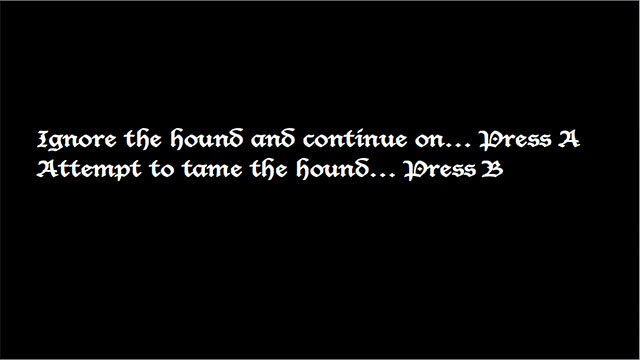 Ignore the hound and continue on... Press A
Attempt to tame the hound... Press B